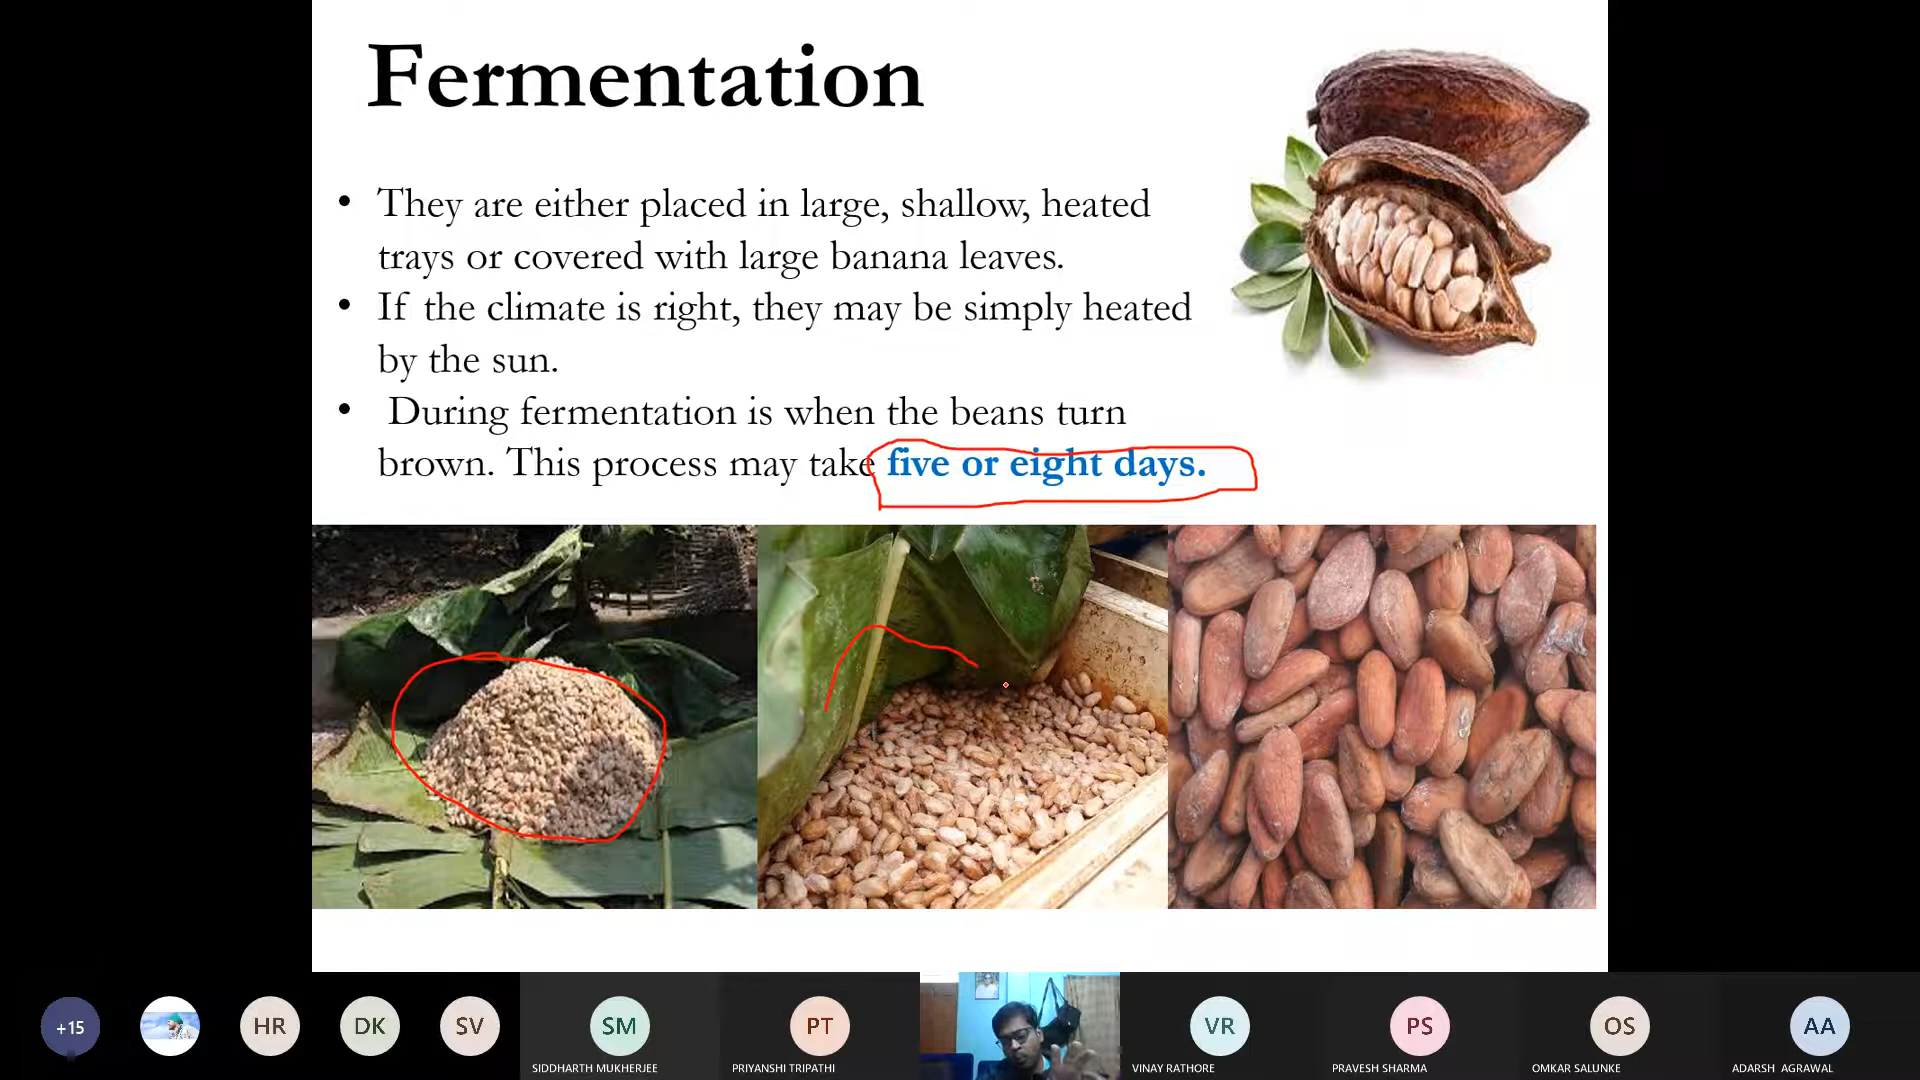 Fermentation
• They are either placed in large, shallow, heated
trays or covered with large banana leaves.
• If the climate is right, they may be simply heated
by the sun.
• During fermentation is when the beans turn
brown. This process may take five or eight days.
+15
HR
DK
SV
SM
SIDDHARTH MUKHERJEE
PT
PRIYANSHI TRIPATHI
VR
VINAY RATHORE
PS
PRAVESH SHARMA
OS
OMKAR SALUNKE
AA
ADARSH AGRAWAL